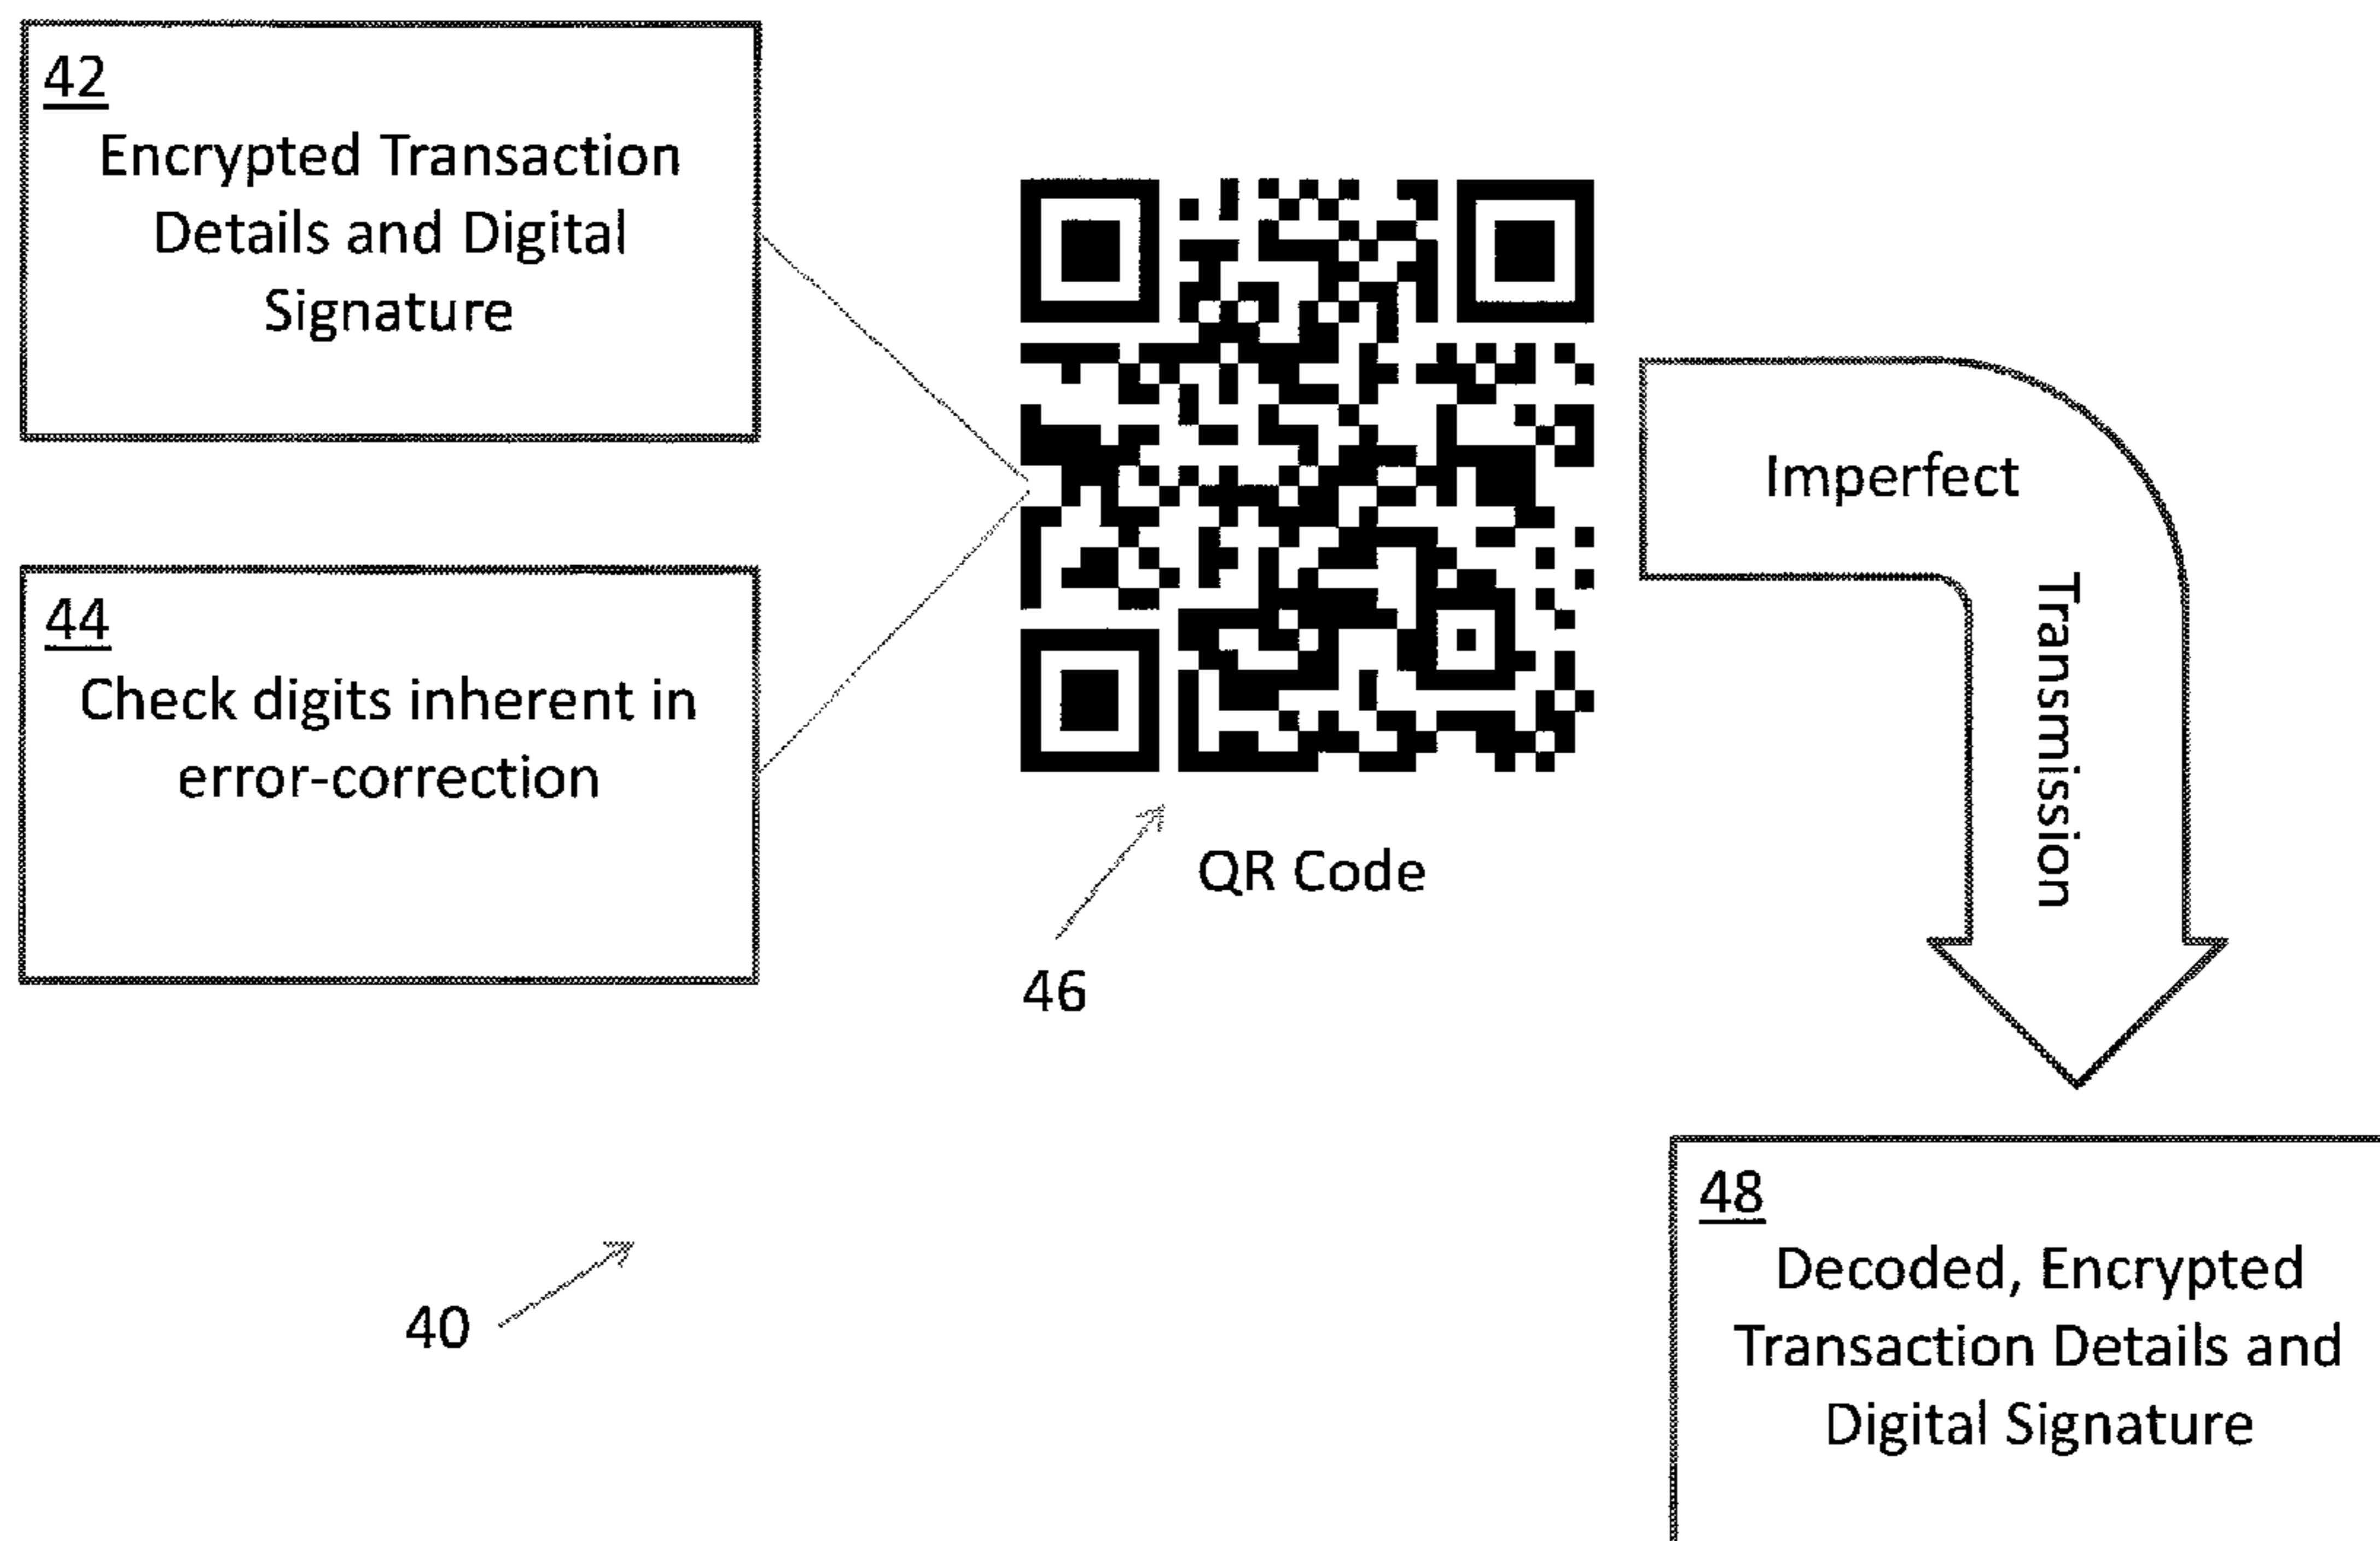 42
Encrypted Transaction
Details and Digital
Signature
44
Check digits inherent in
error-correction
QR Code
46
Imperfect
Transmission
40
48
Decoded, Encrypted
Transaction Details and
Digital Signature